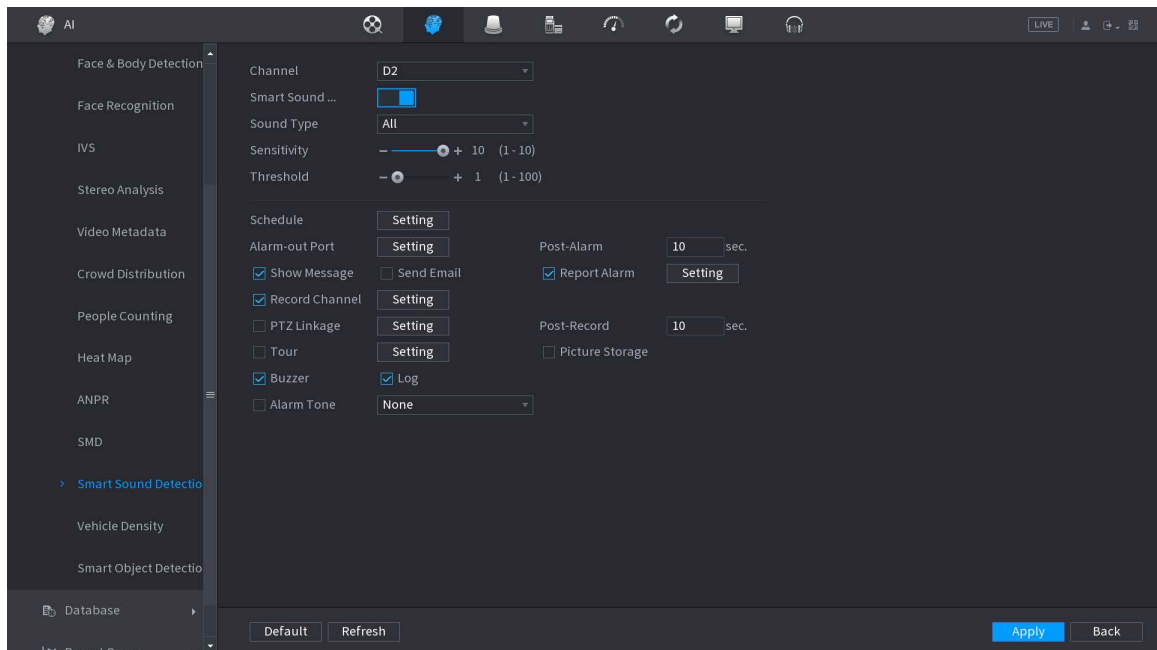 AI
LIVE
Face & Body Detection
Face Recognition
IVS
Stereo Analysis
Video Metadata
Crowd Distribution
People Counting
Heat Map
ANPR
SMD
Smart Sound Detectio
Vehicle Density
Smart Object Detectio
Database
Channel D2
Smart Sound ...
Sound Type All
Sensitivity − + 10 (1 - 10)
Threshold − + 1 (1 - 100)
Schedule Setting
Alarm-out Port Setting Post-Alarm 10 sec.
Show Message Send Email Report Alarm Setting
Record Channel Setting
PTZ Linkage Setting Post-Record 10 sec.
Tour Setting Picture Storage
Buzzer Log
Alarm Tone None
Default Refresh Apply Back